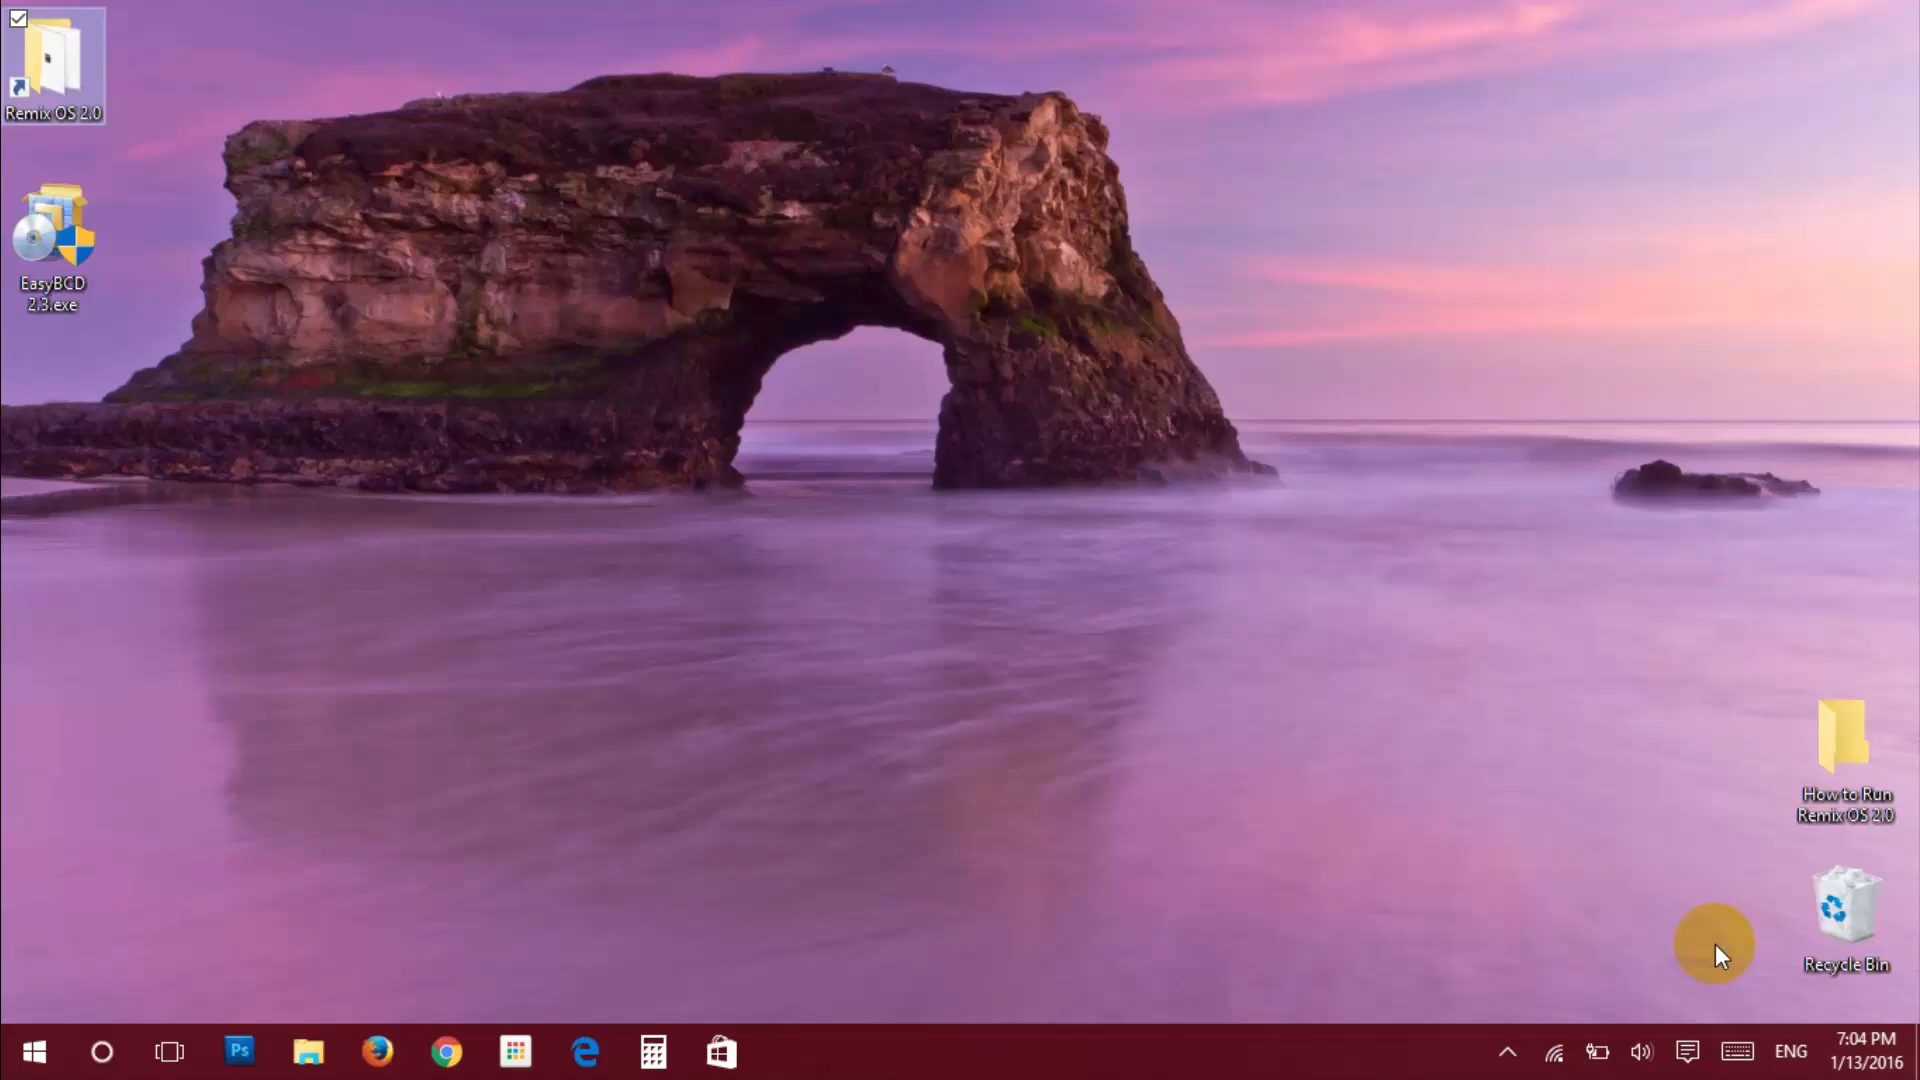 Remix OS 2.0
EasyBCD
2.3.exe
How to Run
Remix OS 2.0
Recycle Bin
Ps
ENG
7:04 PM
1/13/2016